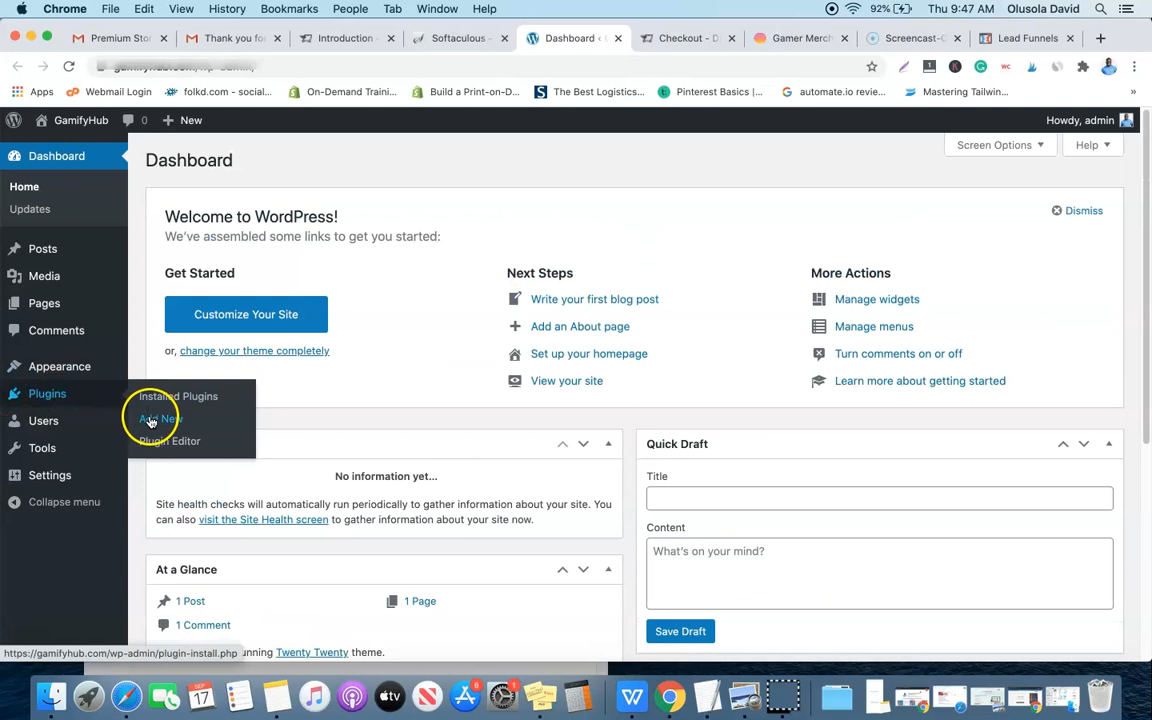 Chrome File Edit View History Bookmarks People Tab Window Help 92% Thu 9:47 AM Olusola David
Premium Stor Thank you fo Introduction - Softaculous - Dashboard ‹ Checkout - D Gamer Merch Screencast-O Lead Funnels
gamifyhub.com/wp-admin/
Apps Webmail Login folkd.com - social... On-Demand Traini... Build a Print-on-D... The Best Logistics... Pinterest Basics |... automate.io revie... Mastering Tailwin... »
GamifyHub 0 New Howdy, admin
Dashboard
Home
Updates
Posts
Media
Pages
Comments
Appearance
Plugins
Users
Tools
Settings
Collapse menu
Installed Plugins
Add New
Plugin Editor
Screen Options Help
Dashboard
Welcome to WordPress!
We've assembled some links to get you started:
Dismiss
Get Started
Customize Your Site
or, change your theme completely
Next Steps
Write your first blog post
Add an About page
Set up your homepage
View your site
More Actions
Manage widgets
Manage menus
Turn comments on or off
Learn more about getting started
No information yet...
Site health checks will automatically run periodically to gather information about your site. You
can also visit the Site Health screen to gather information about your site now.
At a Glance
1 Post 1 Page
1 Comment
unning Twenty Twenty theme.
Quick Draft
Title
Content
What's on your mind?
Save Draft
https://gamifyhub.com/wp-admin/plugin-install.php
SEP
17